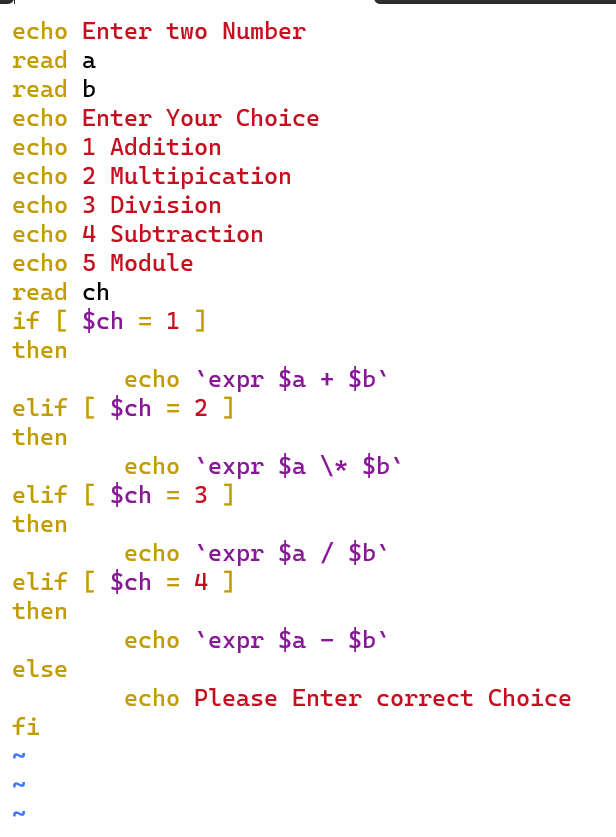 echo Enter two Number
read a
read b
echo Enter Your Choice
echo 1 Addition
echo 2 Multipication
echo 3 Division
echo 4 Subtraction
echo 5 Module
read ch
if [ $ch = 1 ]
then
        echo `expr $a + $b`
elif [ $ch = 2 ]
then
        echo `expr $a \* $b`
elif [ $ch = 3 ]
then
        echo `expr $a / $b`
elif [ $ch = 4 ]
then
        echo `expr $a - $b`
else
        echo Please Enter correct Choice
fi
~
~
~